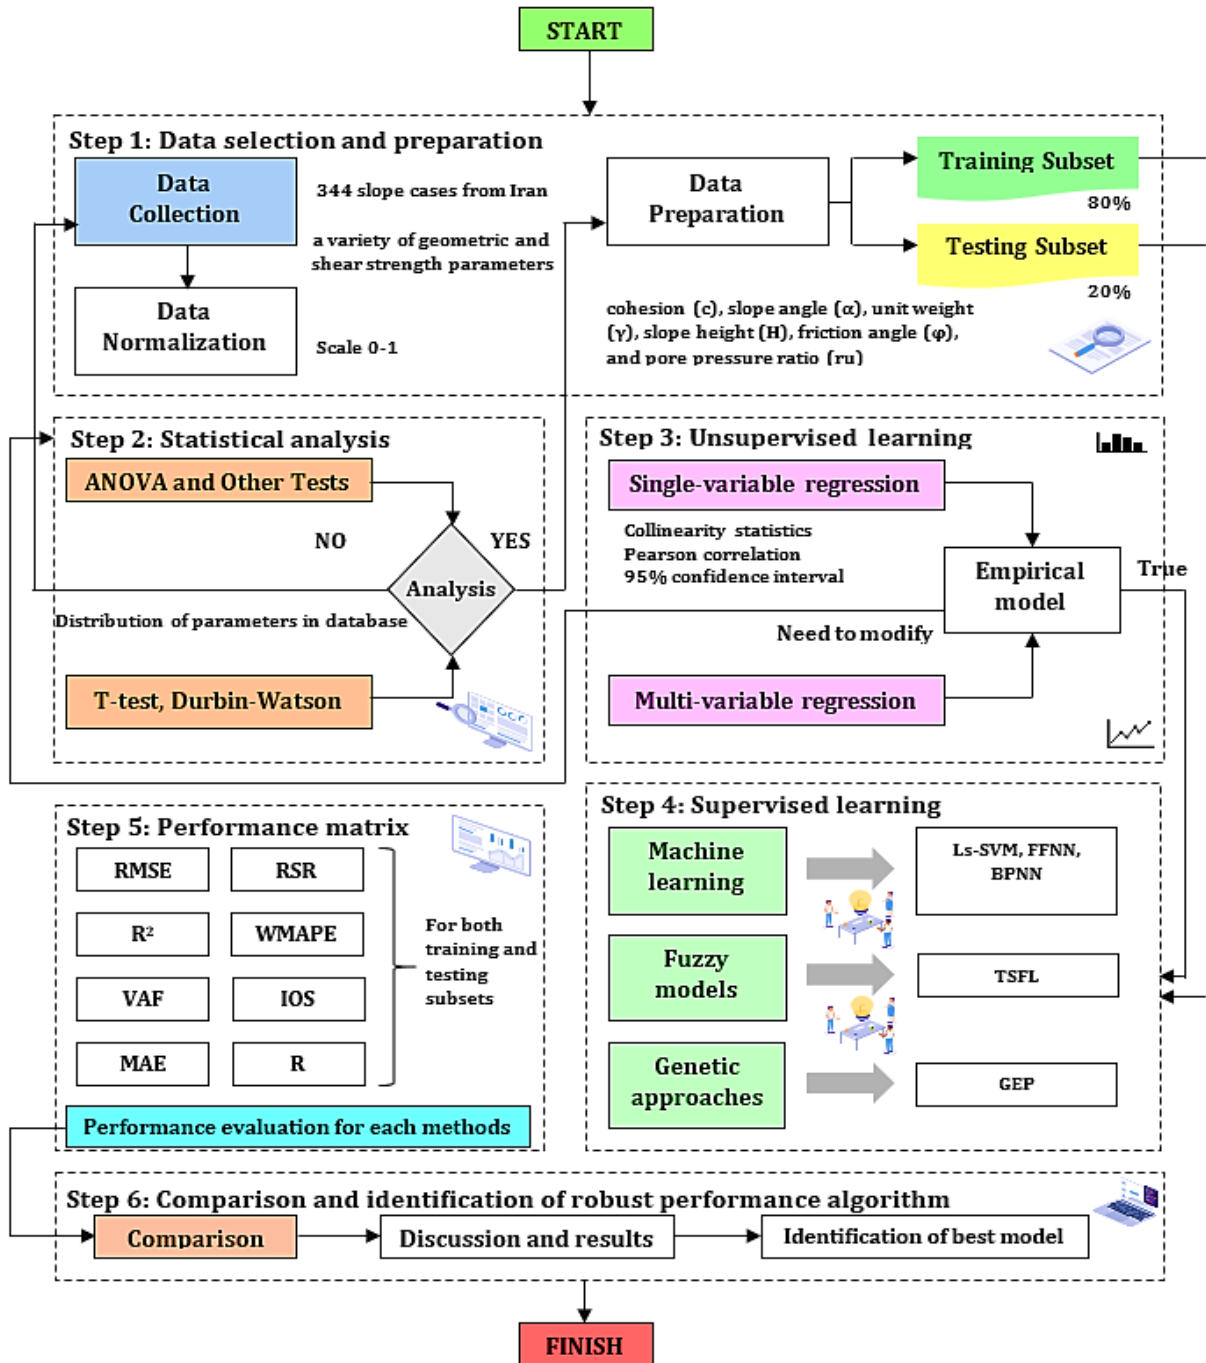 START
Step 1: Data selection and preparation
Data
Collection
344 slope cases from Iran
a variety of geometric and
shear strength parameters
Data
Normalization
Scale 0-1
Data
Preparation
Training Subset
80%
Testing Subset
20%
cohesion (c), slope angle (α), unit weight
(γ), slope height (H), friction angle (φ),
and pore pressure ratio (ru)
Step 2: Statistical analysis
ANOVA and Other Tests
NO
YES
Analysis
Distribution of parameters in database
T-test, Durbin-Watson
Step 3: Unsupervised learning
Single-variable regression
Collinearity statistics
Pearson correlation
95% confidence interval
Empirical
model
True
Need to modify
Multi-variable regression
Step 4: Supervised learning
Machine
learning
Ls-SVM, FFNN,
BPNN
Fuzzy
models
TSFL
Genetic
approaches
GEP
Step 5: Performance matrix
RMSE
RSR
R²
WMAPE
VAF
IOS
MAE
R
For both
training and
testing
subsets
Performance evaluation for each methods
Step 6: Comparison and identification of robust performance algorithm
Comparison
Discussion and results
Identification of best model
FINISH